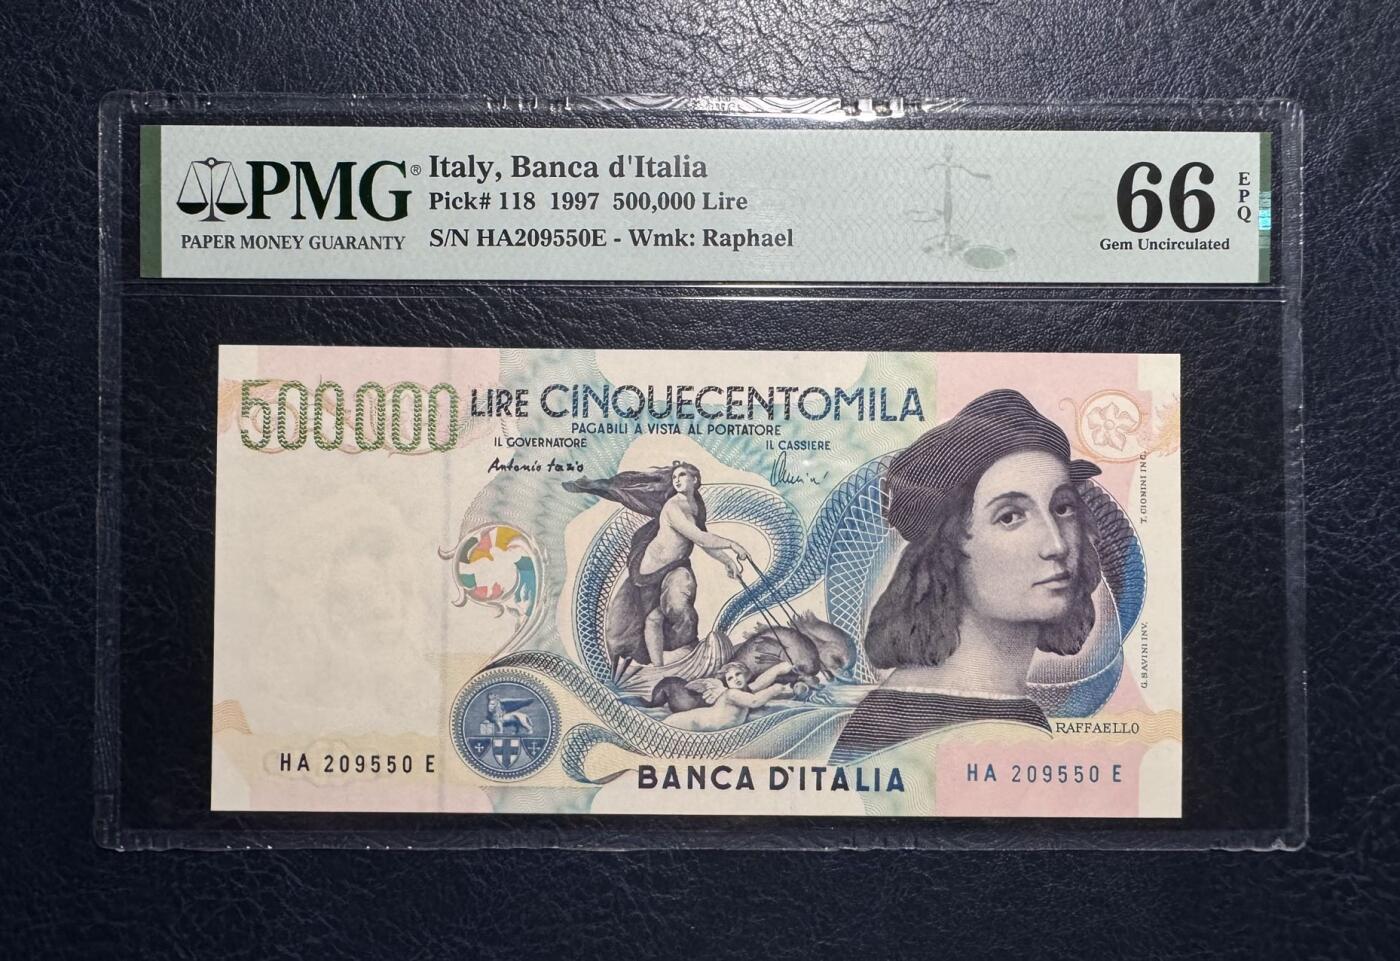 PMG®
PAPER MONEY GUARANTY
Italy, Banca d'Italia
Pick# 118 1997 500,000 Lire
S/N HA209550E - Wmk: Raphael
66
EPQ
Gem Uncirculated
500.000
LIRE CINQUECENTOMILA
PAGABILI A VISTA AL PORTATORE
IL GOVERNATORE
IL CASSIERE
Antonio Fazio
T. CIONINI INC.
G. SAVINI INV.
RAFFAELLO
HA 209550 E
BANCA D'ITALIA
HA 209550 E